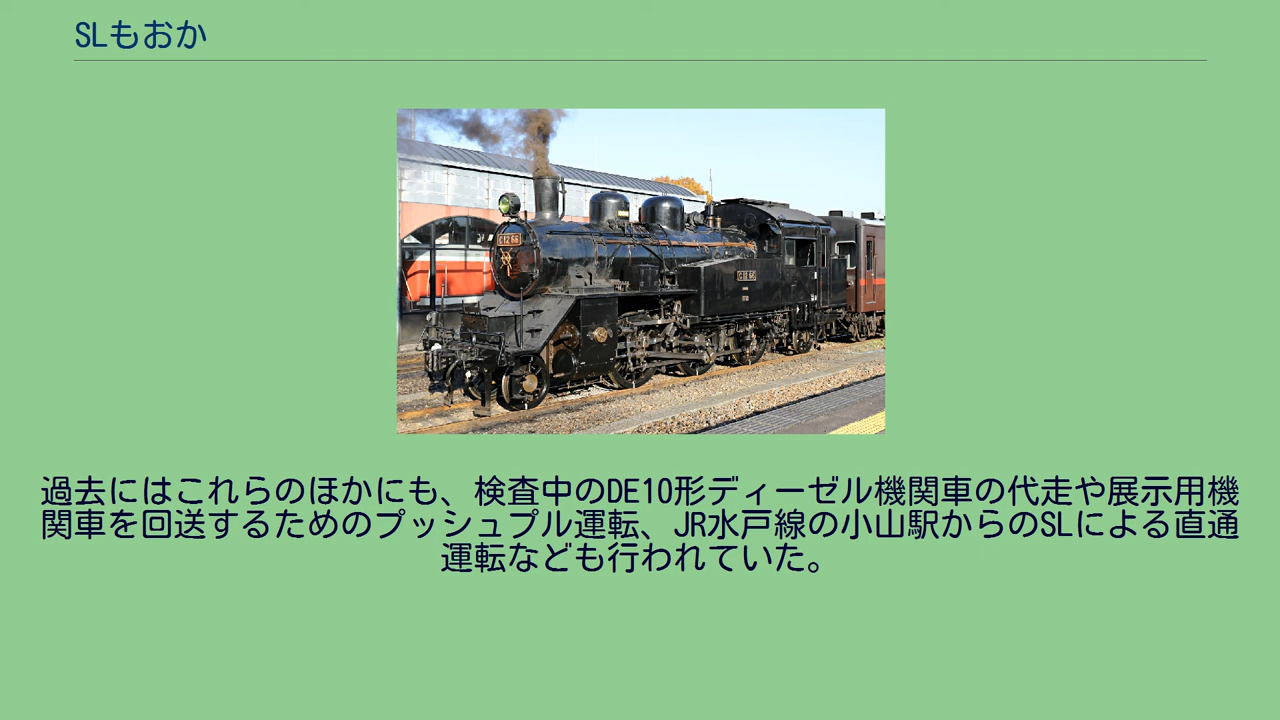 SLもおか
C12 66
C12 66
過去にはこれらのほかにも、検査中のDE10形ディーゼル機関車の代走や展示用機
関車を回送するためのプッシュプル運転、JR水戸線の小山駅からのSLによる直通
運転なども行われていた。